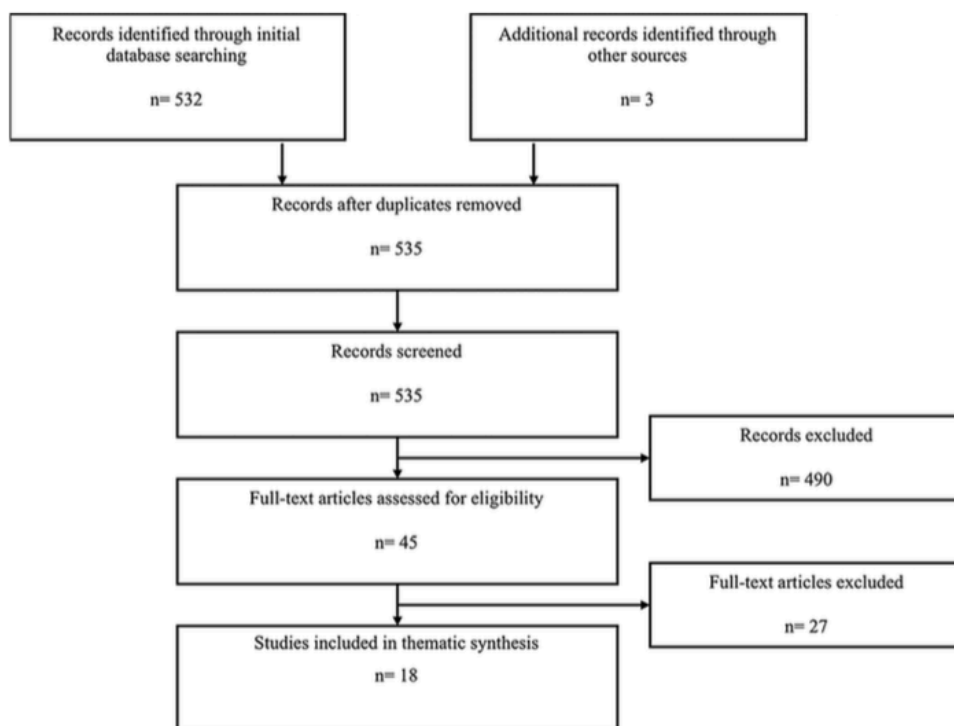 Records identified through initial
database searching
n= 532
Additional records identified through
other sources
n= 3
Records after duplicates removed
n= 535
Records screened
n= 535
Records excluded
n= 490
Full-text articles assessed for eligibility
n= 45
Full-text articles excluded
n= 27
Studies included in thematic synthesis
n= 18